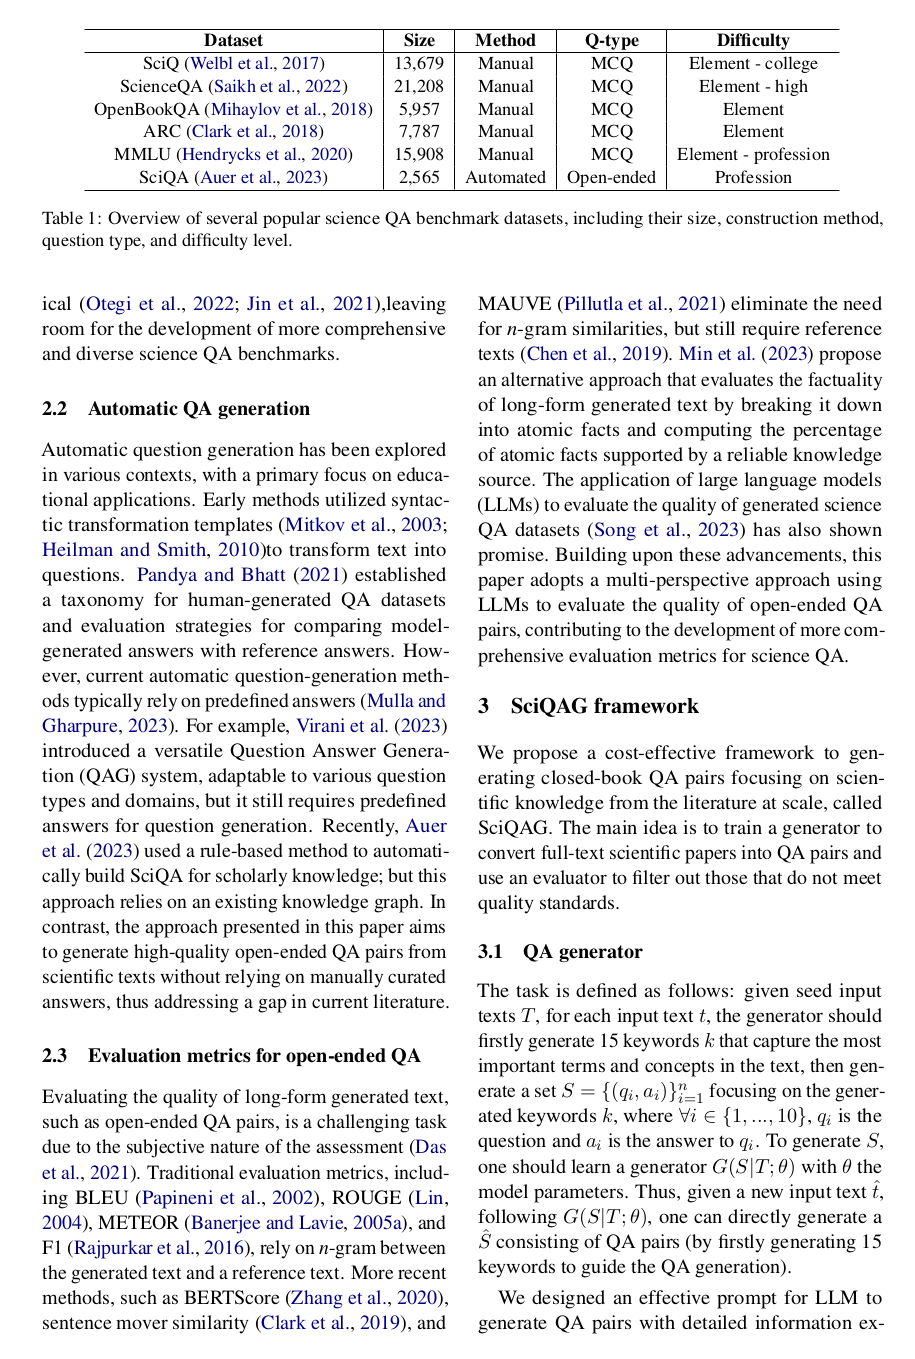 Dataset Size Method Q-type Difficulty
SciQ (Welbl et al., 2017) 13,679 Manual MCQ Element - college
ScienceQA (Saikh et al., 2022) 21,208 Manual MCQ Element - high
OpenBookQA (Mihaylov et al., 2018) 5,957 Manual MCQ Element
ARC (Clark et al., 2018) 7,787 Manual MCQ Element
MMLU (Hendrycks et al., 2020) 15,908 Manual MCQ Element - profession
SciQA (Auer et al., 2023) 2,565 Automated Open-ended Profession
Table 1: Overview of several popular science QA benchmark datasets, including their size, construction method,
question type, and difficulty level.
ical (Otegi et al., 2022; Jin et al., 2021),leaving
room for the development of more comprehensive
and diverse science QA benchmarks.
2.2 Automatic QA generation
Automatic question generation has been explored
in various contexts, with a primary focus on educa-
tional applications. Early methods utilized syntac-
tic transformation templates (Mitkov et al., 2003;
Heilman and Smith, 2010)to transform text into
questions. Pandya and Bhatt (2021) established
a taxonomy for human-generated QA datasets
and evaluation strategies for comparing model-
generated answers with reference answers. How-
ever, current automatic question-generation meth-
ods typically rely on predefined answers (Mulla and
Gharpure, 2023). For example, Virani et al. (2023)
introduced a versatile Question Answer Genera-
tion (QAG) system, adaptable to various question
types and domains, but it still requires predefined
answers for question generation. Recently, Auer
et al. (2023) used a rule-based method to automati-
cally build SciQA for scholarly knowledge; but this
approach relies on an existing knowledge graph. In
contrast, the approach presented in this paper aims
to generate high-quality open-ended QA pairs from
scientific texts without relying on manually curated
answers, thus addressing a gap in current literature.
2.3 Evaluation metrics for open-ended QA
Evaluating the quality of long-form generated text,
such as open-ended QA pairs, is a challenging task
due to the subjective nature of the assessment (Das
et al., 2021). Traditional evaluation metrics, includ-
ing BLEU (Papineni et al., 2002), ROUGE (Lin,
2004), METEOR (Banerjee and Lavie, 2005a), and
F1 (Rajpurkar et al., 2016), rely on n-gram between
the generated text and a reference text. More recent
methods, such as BERTScore (Zhang et al., 2020),
sentence mover similarity (Clark et al., 2019), and
MAUVE (Pillutla et al., 2021) eliminate the need
for n-gram similarities, but still require reference
texts (Chen et al., 2019). Min et al. (2023) propose
an alternative approach that evaluates the factuality
of long-form generated text by breaking it down
into atomic facts and computing the percentage
of atomic facts supported by a reliable knowledge
source. The application of large language models
(LLMs) to evaluate the quality of generated science
QA datasets (Song et al., 2023) has also shown
promise. Building upon these advancements, this
paper adopts a multi-perspective approach using
LLMs to evaluate the quality of open-ended QA
pairs, contributing to the development of more com-
prehensive evaluation metrics for science QA.
3 SciQAG framework
We propose a cost-effective framework to gen-
erating closed-book QA pairs focusing on scien-
tific knowledge from the literature at scale, called
SciQAG. The main idea is to train a generator to
convert full-text scientific papers into QA pairs and
use an evaluator to filter out those that do not meet
quality standards.
3.1 QA generator
The task is defined as follows: given seed input
texts T, for each input text t, the generator should
firstly generate 15 keywords k that capture the most
important terms and concepts in the text, then gen-
erate a set S = {(q_i, a_i)}_{i=1}^n focusing on the gener-
ated keywords k, where ∀i ∈ {1, ..., 10}, q_i is the
question and a_i is the answer to q_i. To generate S,
one should learn a generator G(S|T; θ) with θ the
model parameters. Thus, given a new input text t̂,
following G(S|T; θ), one can directly generate a
Ŝ consisting of QA pairs (by firstly generating 15
keywords to guide the QA generation).
We designed an effective prompt for LLM to
generate QA pairs with detailed information ex-